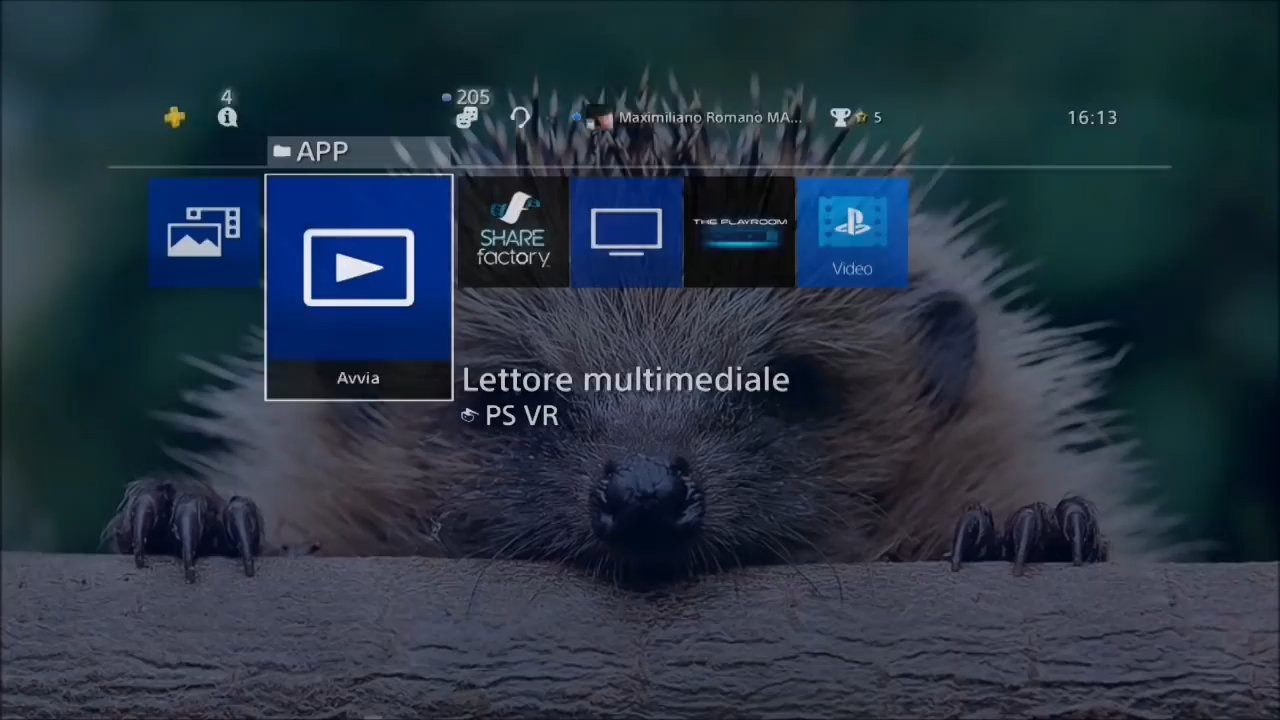 4
205
Maximiliano Romano MA...
5
16:13
APP
SHARE
factory
THE PLAYROOM
Video
Avvia
Lettore multimediale
PS VR